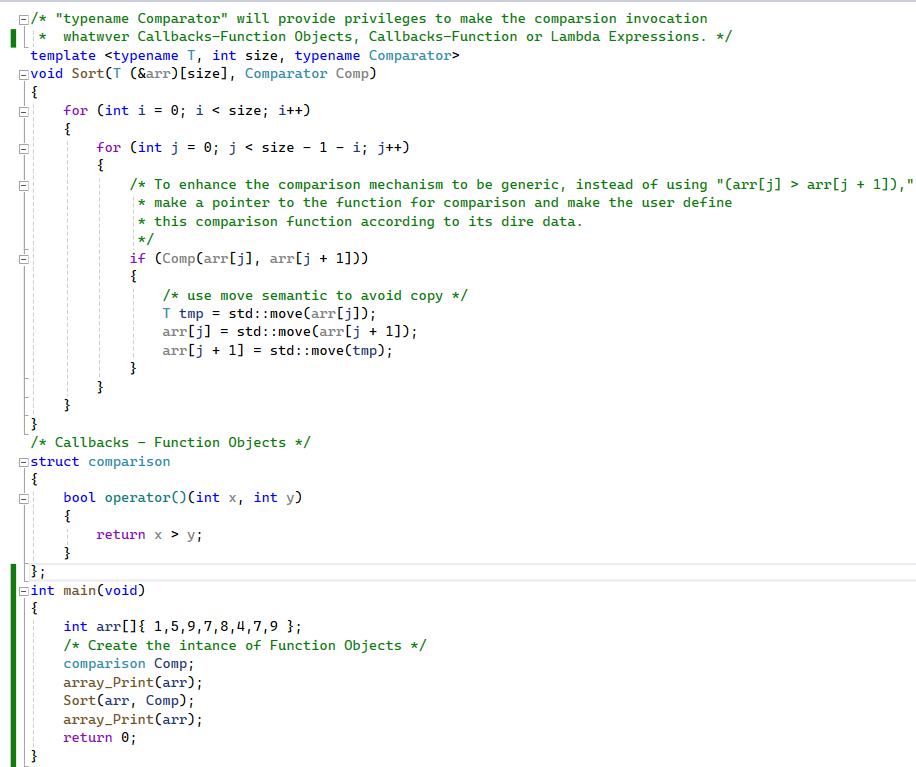 /* "typename Comparator" will provide privileges to make the comparsion invocation
 *  whatwver Callbacks-Function Objects, Callbacks-Function or Lambda Expressions. */
template <typename T, int size, typename Comparator>
void Sort(T (&arr)[size], Comparator Comp)
{
    for (int i = 0; i < size; i++)
    {
        for (int j = 0; j < size - 1 - i; j++)
        {
            /* To enhance the comparison mechanism to be generic, instead of using "(arr[j] > arr[j + 1]),"
             * make a pointer to the function for comparison and make the user define
             * this comparison function according to its dire data.
             */
            if (Comp(arr[j], arr[j + 1]))
            {
                /* use move semantic to avoid copy */
                T tmp = std::move(arr[j]);
                arr[j] = std::move(arr[j + 1]);
                arr[j + 1] = std::move(tmp);
            }
        }
    }
}
/* Callbacks - Function Objects */
struct comparison
{
    bool operator()(int x, int y)
    {
        return x > y;
    }
};
int main(void)
{
    int arr[]{ 1,5,9,7,8,4,7,9 };
    /* Create the intance of Function Objects */
    comparison Comp;
    array_Print(arr);
    Sort(arr, Comp);
    array_Print(arr);
    return 0;
}